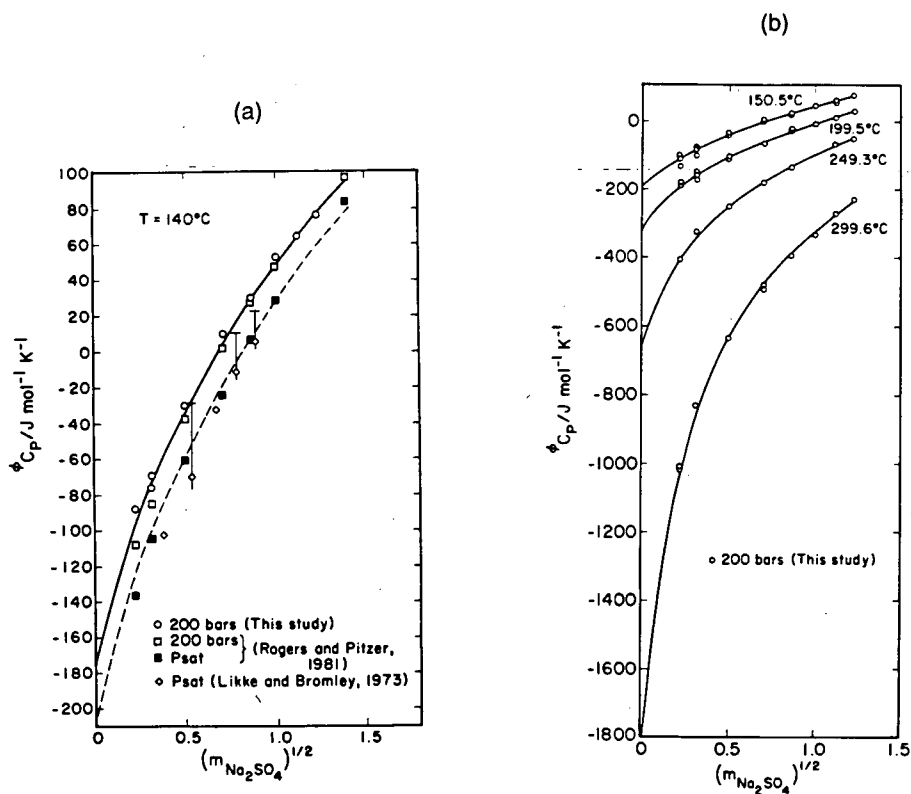 (a)
T = 140°C
100
80
60
40
20
0
-20
-40
-60
-80
-100
-120
-140
-160
-180
-200
ΦCp/J mol⁻¹ K⁻¹
○ 200 bars (This study)
□ 200 bars } (Rogers and Pitzer, 1981)
■ Psat
◇ Psat (Likke and Bromley, 1973)
0 0.5 1.0 1.5
(mNa₂SO₄)1/2
(b)
0
-200
-400
-600
-800
-1000
-1200
-1400
-1600
-1800
ΦCp/J mol⁻¹ K⁻¹
150.5°C
199.5°C
249.3°C
299.6°C
○ 200 bars (This study)
0 0.5 1.0 1.5
(mNa₂SO₄)1/2